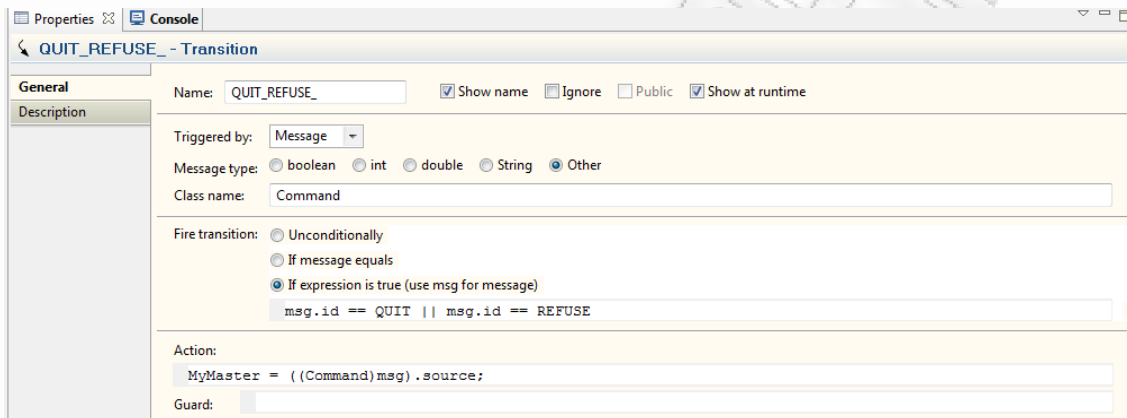 Properties Console
QUIT_REFUSE_ - Transition
General
Description
Name: QUIT_REFUSE_ Show name Ignore Public Show at runtime
Triggered by: Message
Message type: boolean int double String Other
Class name: Command
Fire transition: Unconditionally
If message equals
If expression is true (use msg for message)
msg.id == QUIT || msg.id == REFUSE
Action:
MyMaster = ((Command)msg).source;
Guard: